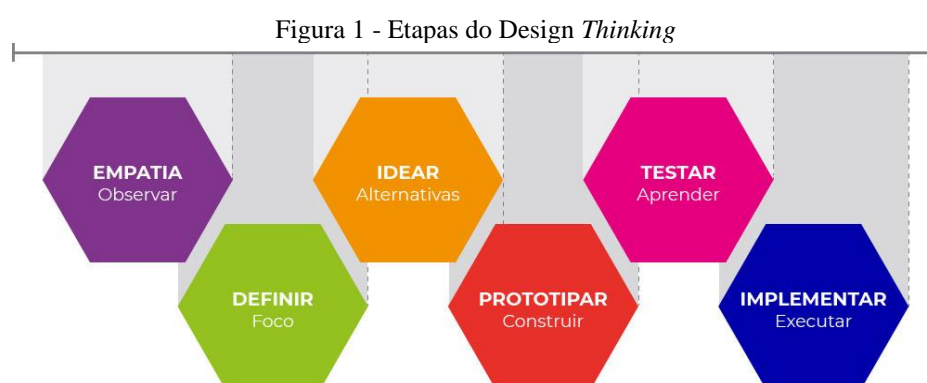 Figura 1 - Etapas do Design Thinking
EMPATIA
Observar
DEFINIR
Foco
IDEAR
Alternativas
PROTOTIPAR
Construir
TESTAR
Aprender
IMPLEMENTAR
Executar